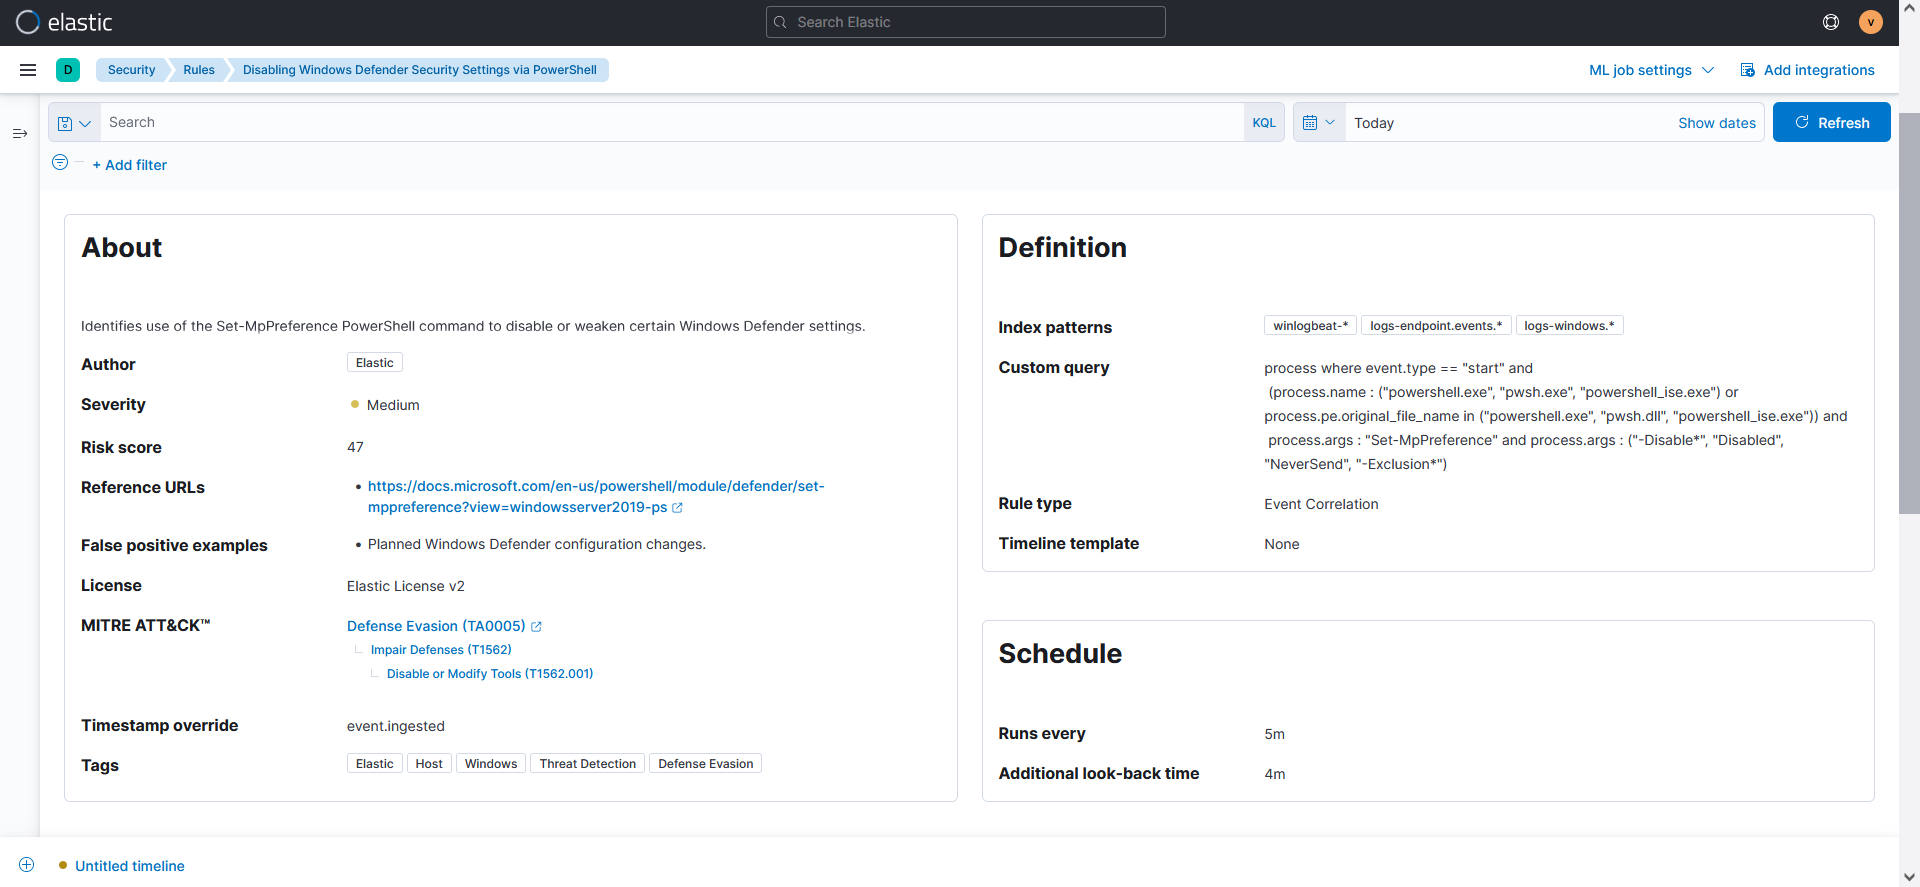 elastic
Search Elastic
v
D
Security
Rules
Disabling Windows Defender Security Settings via PowerShell
ML job settings
Add integrations
Search
KQL
Today
Show dates
Refresh
+ Add filter
About
Identifies use of the Set-MpPreference PowerShell command to disable or weaken certain Windows Defender settings.
Author
Elastic
Severity
Medium
Risk score
47
Reference URLs
• https://docs.microsoft.com/en-us/powershell/module/defender/set-
mppreference?view=windowsserver2019-ps
False positive examples
• Planned Windows Defender configuration changes.
License
Elastic License v2
MITRE ATT&CK™
Defense Evasion (TA0005)
Impair Defenses (T1562)
Disable or Modify Tools (T1562.001)
Timestamp override
event.ingested
Tags
Elastic Host Windows Threat Detection Defense Evasion
Definition
Index patterns
winlogbeat-* logs-endpoint.events.* logs-windows.*
Custom query
process where event.type == "start" and
(process.name : ("powershell.exe", "pwsh.exe", "powershell_ise.exe") or
process.pe.original_file_name in ("powershell.exe", "pwsh.dll", "powershell_ise.exe")) and
process.args : "Set-MpPreference" and process.args : ("-Disable*", "Disabled",
"NeverSend", "-Exclusion*")
Rule type
Event Correlation
Timeline template
None
Schedule
Runs every
5m
Additional look-back time
4m
Untitled timeline